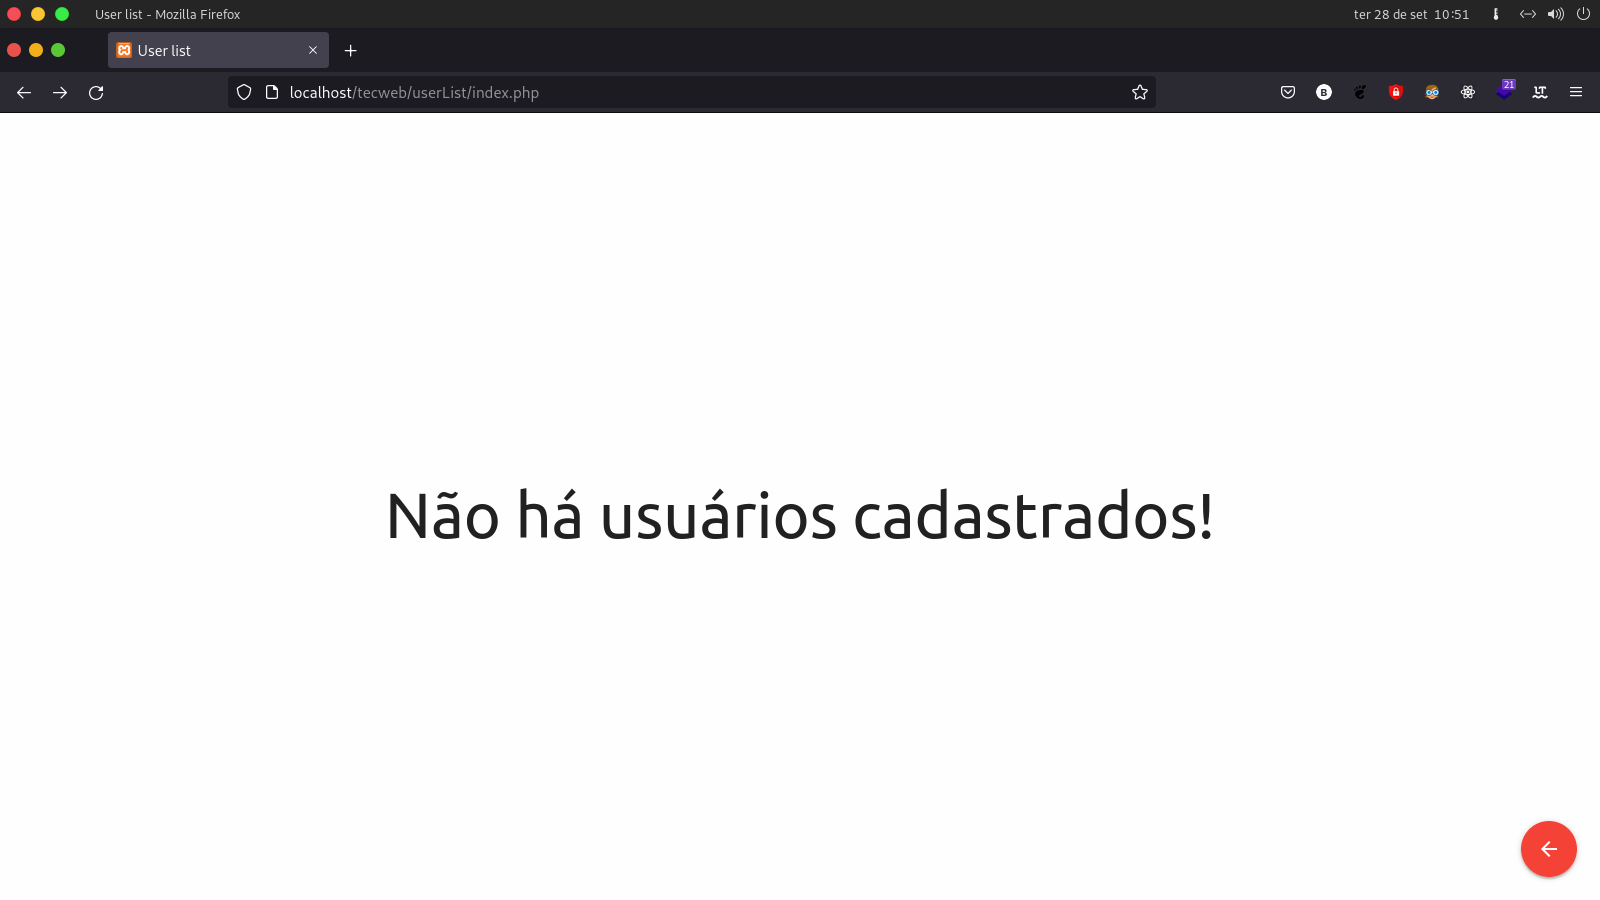 User list - Mozilla Firefox
ter 28 de set 10:51
User list
localhost/tecweb/userList/index.php
B
21
LT
Não há usuários cadastrados!